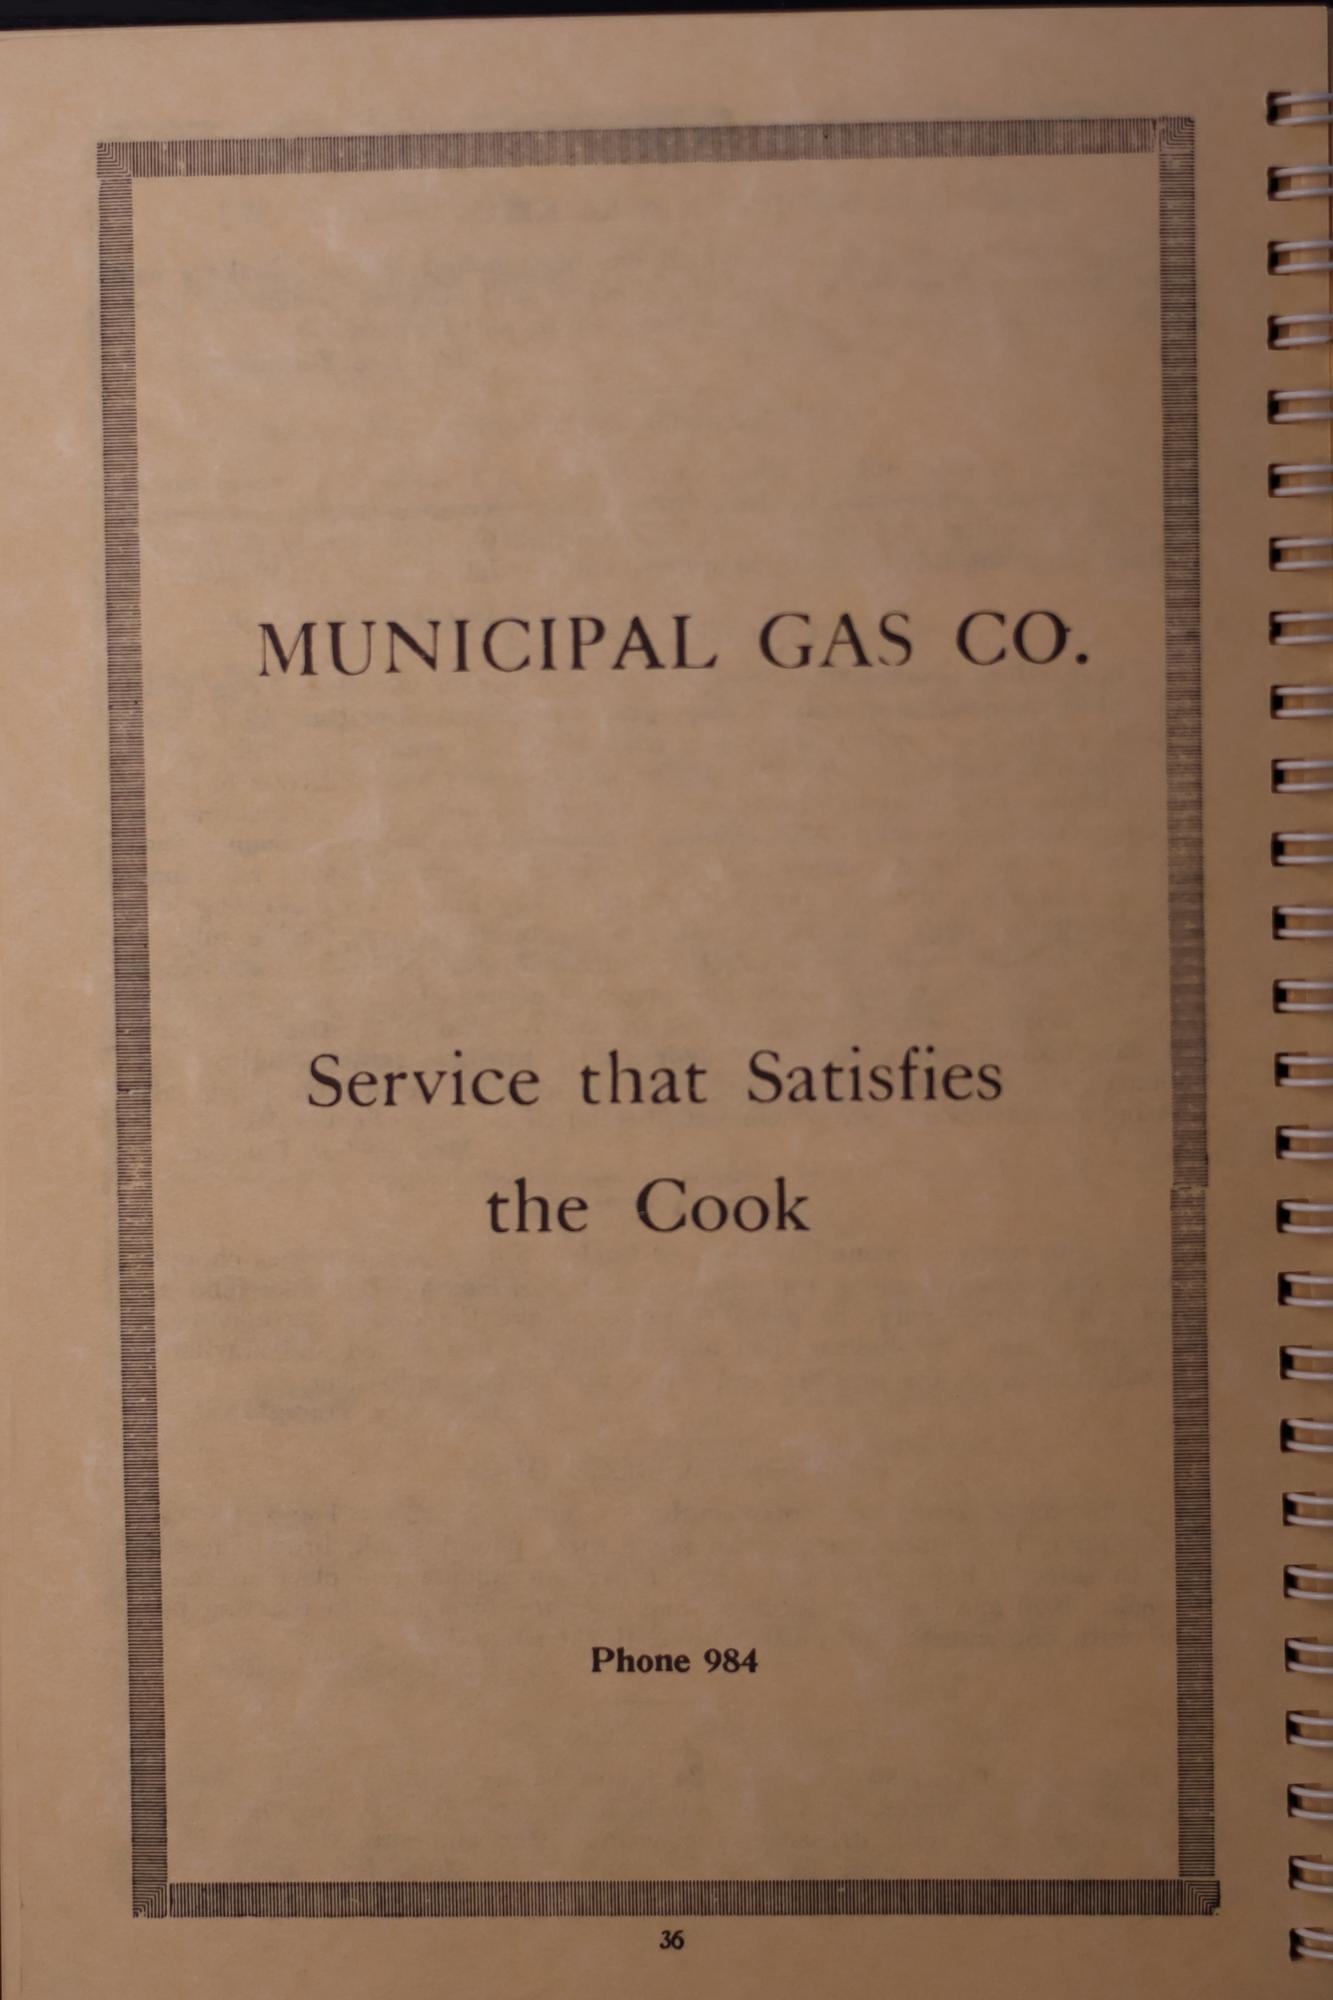 MUNICIPAL GAS CO.
Service that Satisfies
the Cook
Phone 984
36